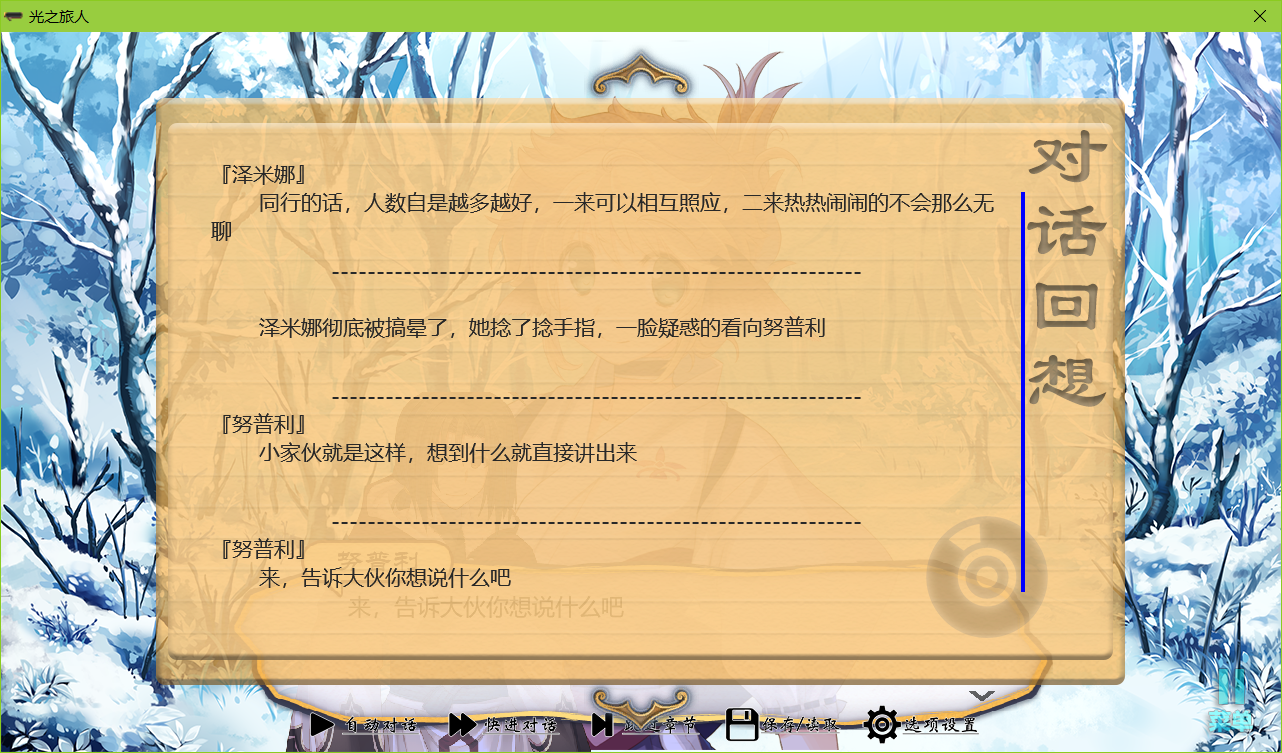 光之旅人
『泽米娜』
同行的话，人数自是越多越好，一来可以相互照应，二来热热闹闹的不会那么无
聊
------------------------------------------------------------
泽米娜彻底被搞晕了，她捻了捻手指，一脸疑惑的看向努普利
------------------------------------------------------------
『努普利』
小家伙就是这样，想到什么就直接讲出来
------------------------------------------------------------
『努普利』
来，告诉大伙你想说什么吧
对话回想
努普利
来，告诉大伙你想说什么吧
自动对话
快进对话
跳过章节
保存/读取
选项设置